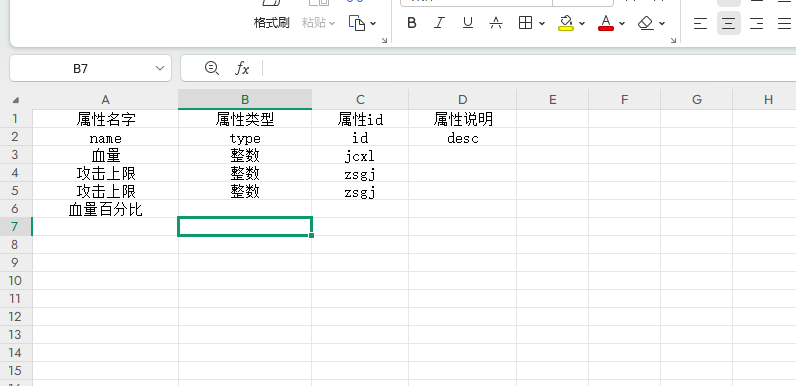 格式刷 粘贴 B I U A A
B7 fx
A B C D E F G H
1 属性名字 属性类型 属性id 属性说明
2 name type id desc
3 血量 整数 jcxl
4 攻击上限 整数 zsgj
5 攻击上限 整数 zsgj
6 血量百分比
7
8
9
10
11
12
13
14
15